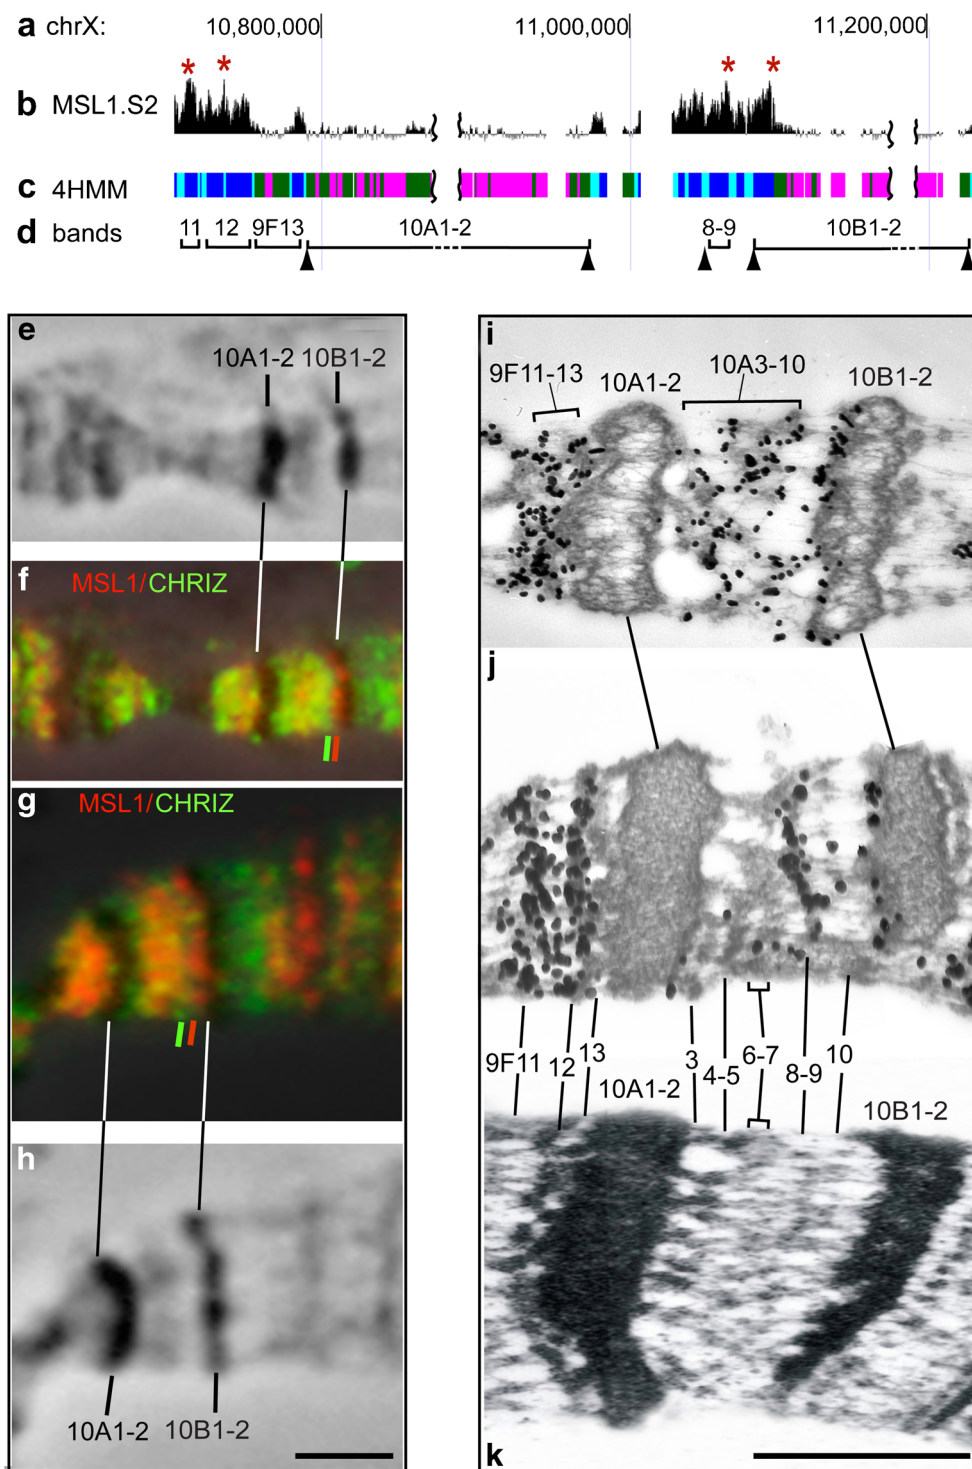 a chrX: 10,800,000 11,000,000 11,200,000
* * * *
b MSL1.S2
c 4HMM
d bands 11 12 9F13 10A1-2 8-9 10B1-2
e
10A1-2 10B1-2
f MSL1/CHRIZ
g MSL1/CHRIZ
h
10A1-2 10B1-2
i
9F11-13 10A1-2 10A3-10 10B1-2
j
9F11 12 13 3 4-5 6-7 8-9 10
10A1-2 10B1-2
k